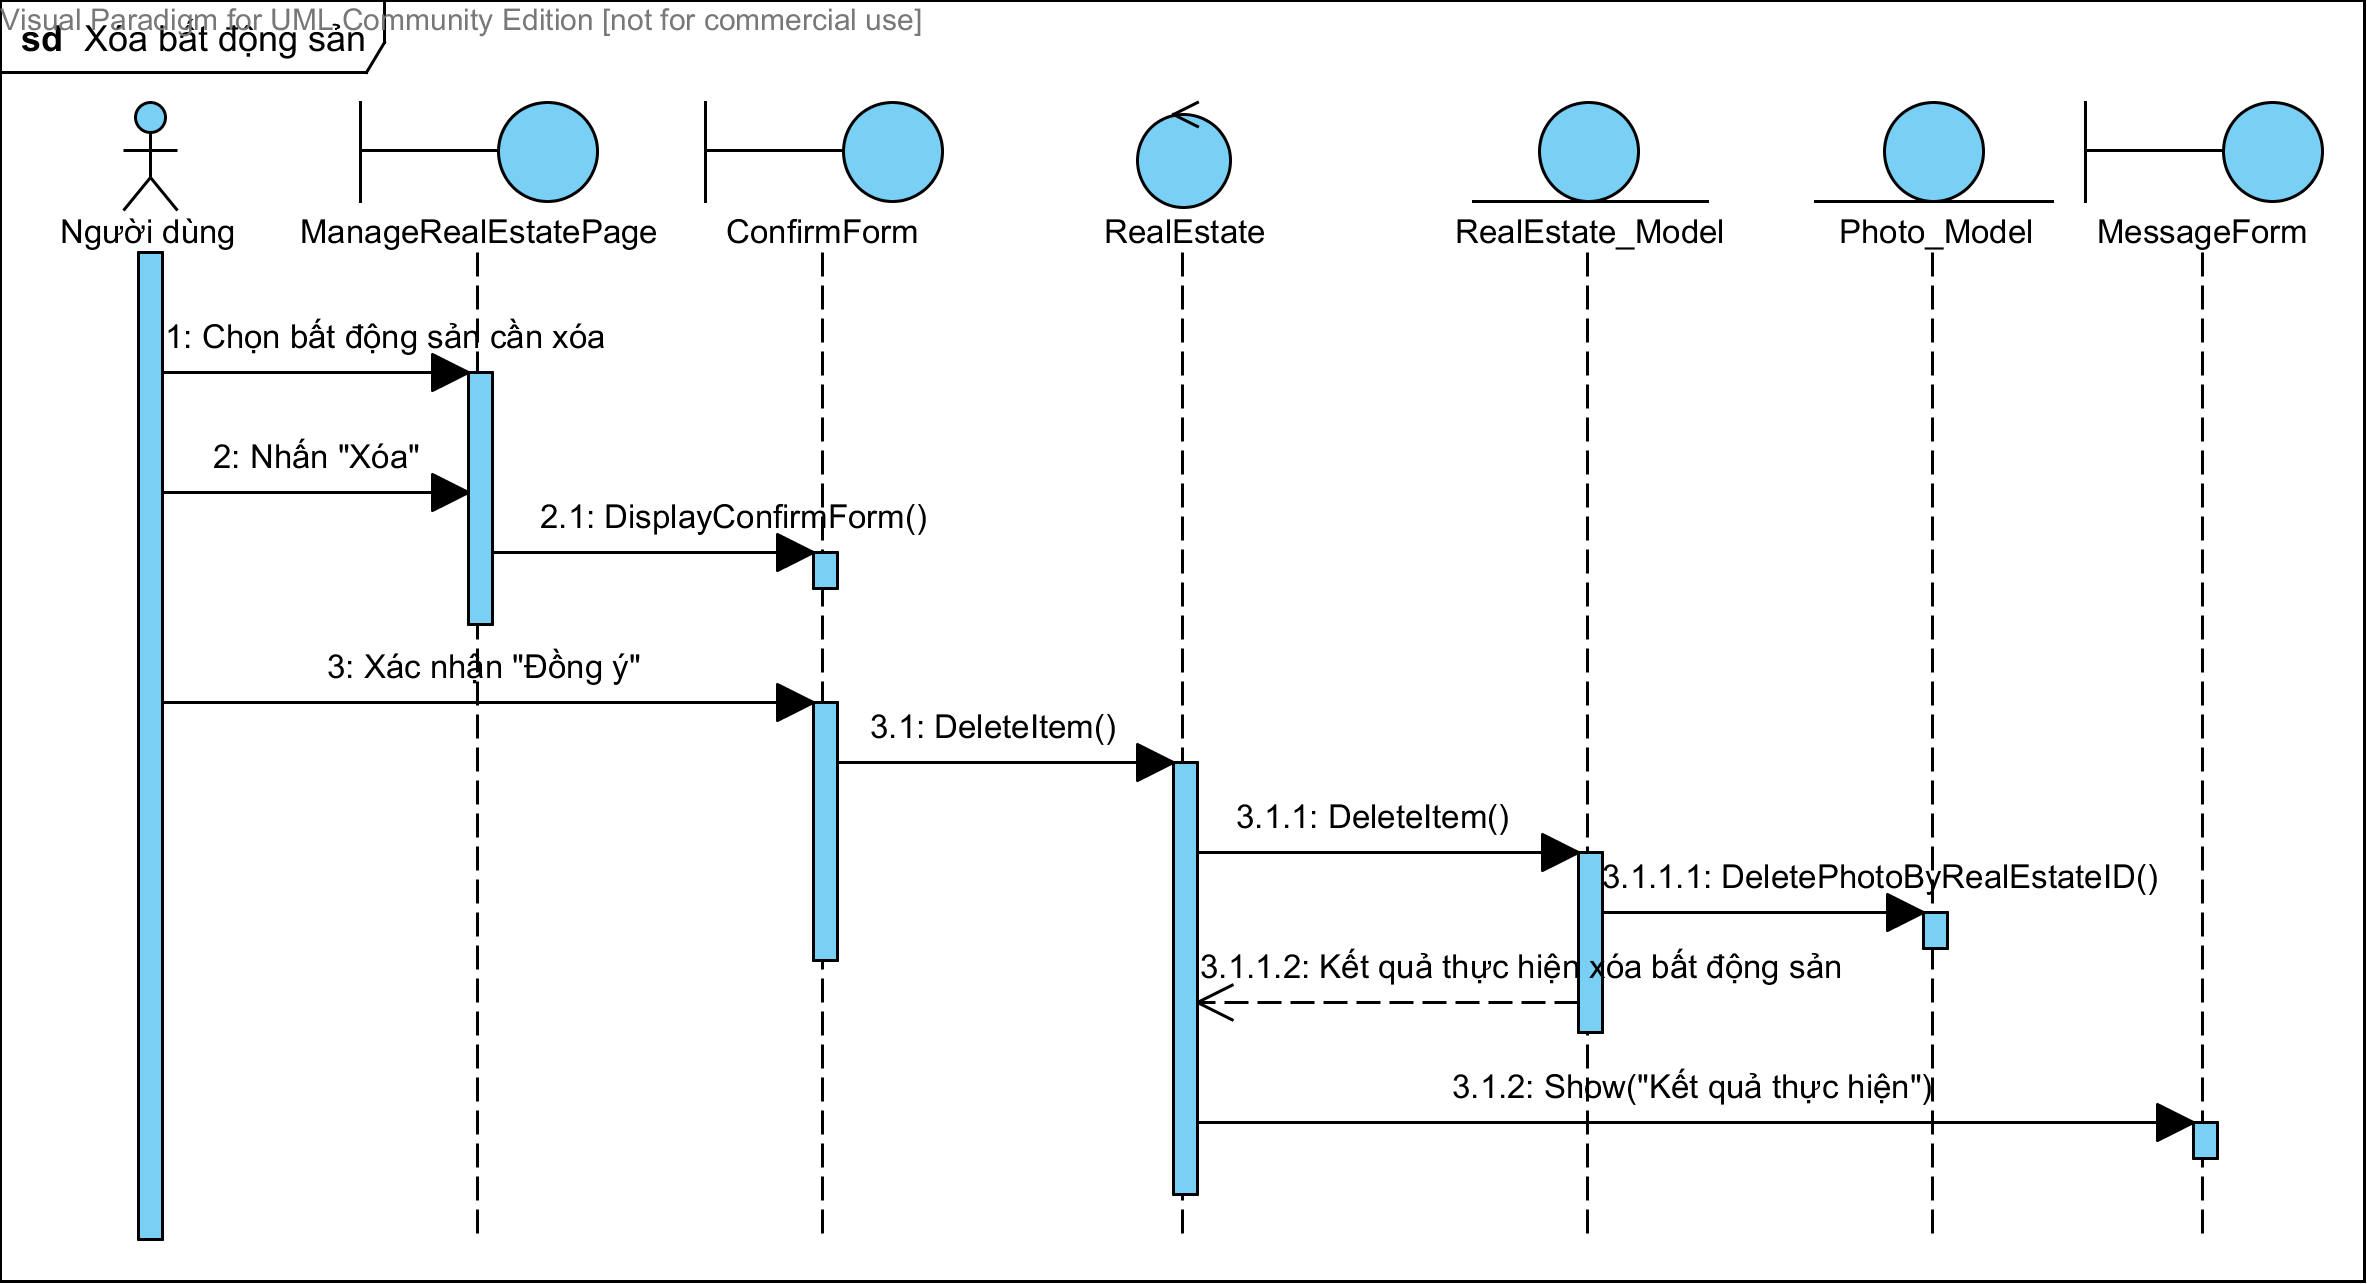 Visual Paradigm for UML Community Edition [not for commercial use]
sd Xóa bất động sản
Người dùng
ManageRealEstatePage
ConfirmForm
RealEstate
RealEstate_Model
Photo_Model
MessageForm
1: Chọn bất động sản cần xóa
2: Nhấn "Xóa"
2.1: DisplayConfirmForm()
3: Xác nhận "Đồng ý"
3.1: DeleteItem()
3.1.1: DeleteItem()
3.1.1.1: DeletePhotoByRealEstateID()
3.1.1.2: Kết quả thực hiện xóa bất động sản
3.1.2: Show("Kết quả thực hiện")